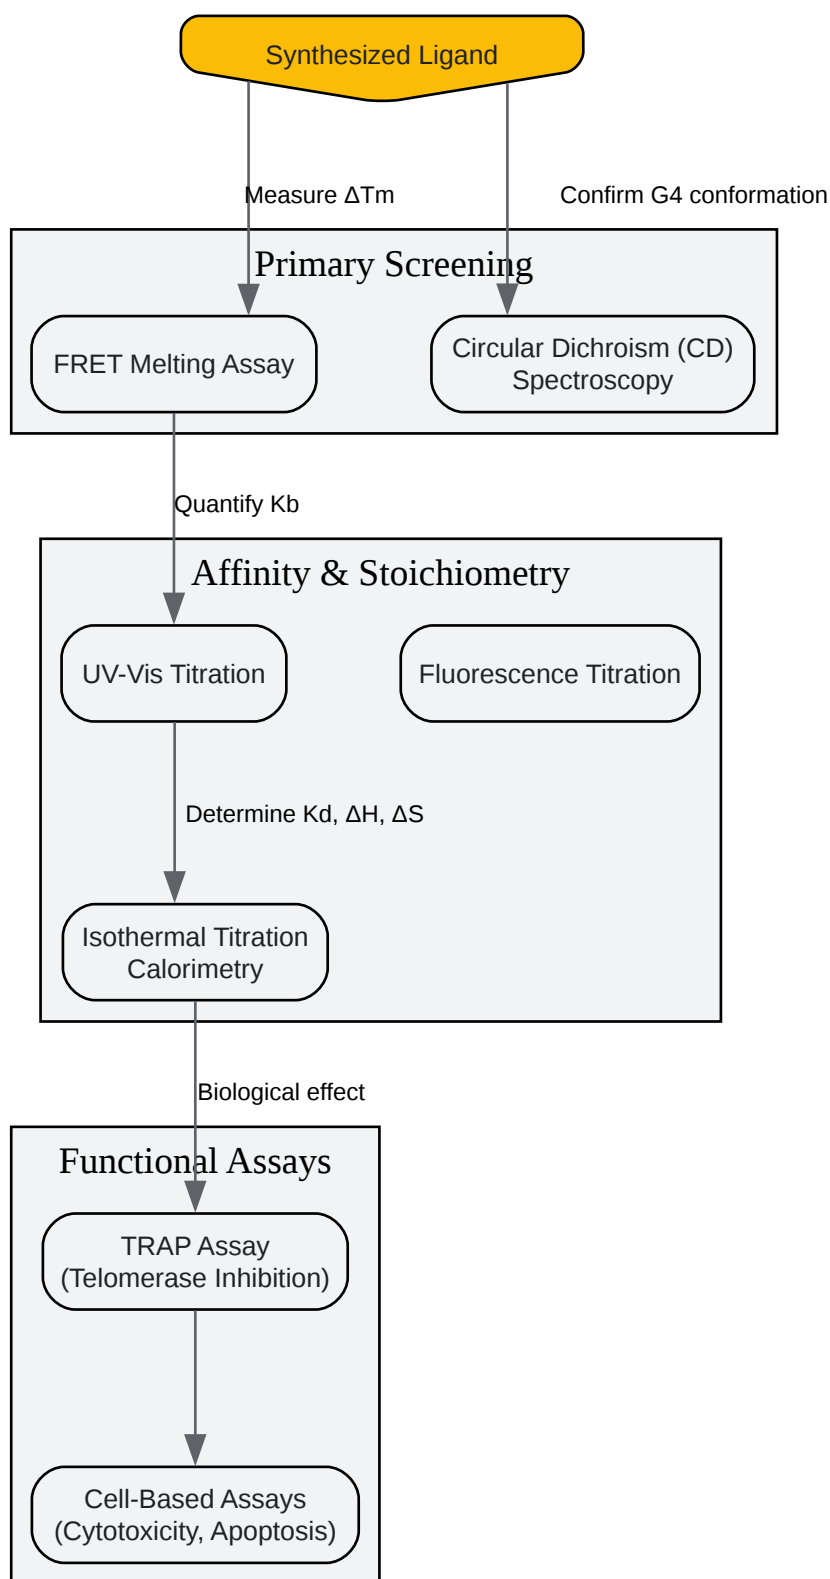 Synthesized Ligand
Measure ΔTm
Confirm G4 conformation
Primary Screening
FRET Melting Assay
Circular Dichroism (CD)
Spectroscopy
Quantify Kb
Affinity & Stoichiometry
UV-Vis Titration
Fluorescence Titration
Determine Kd, ΔH, ΔS
Isothermal Titration
Calorimetry
Biological effect
Functional Assays
TRAP Assay
(Telomerase Inhibition)
Cell-Based Assays
(Cytotoxicity, Apoptosis)